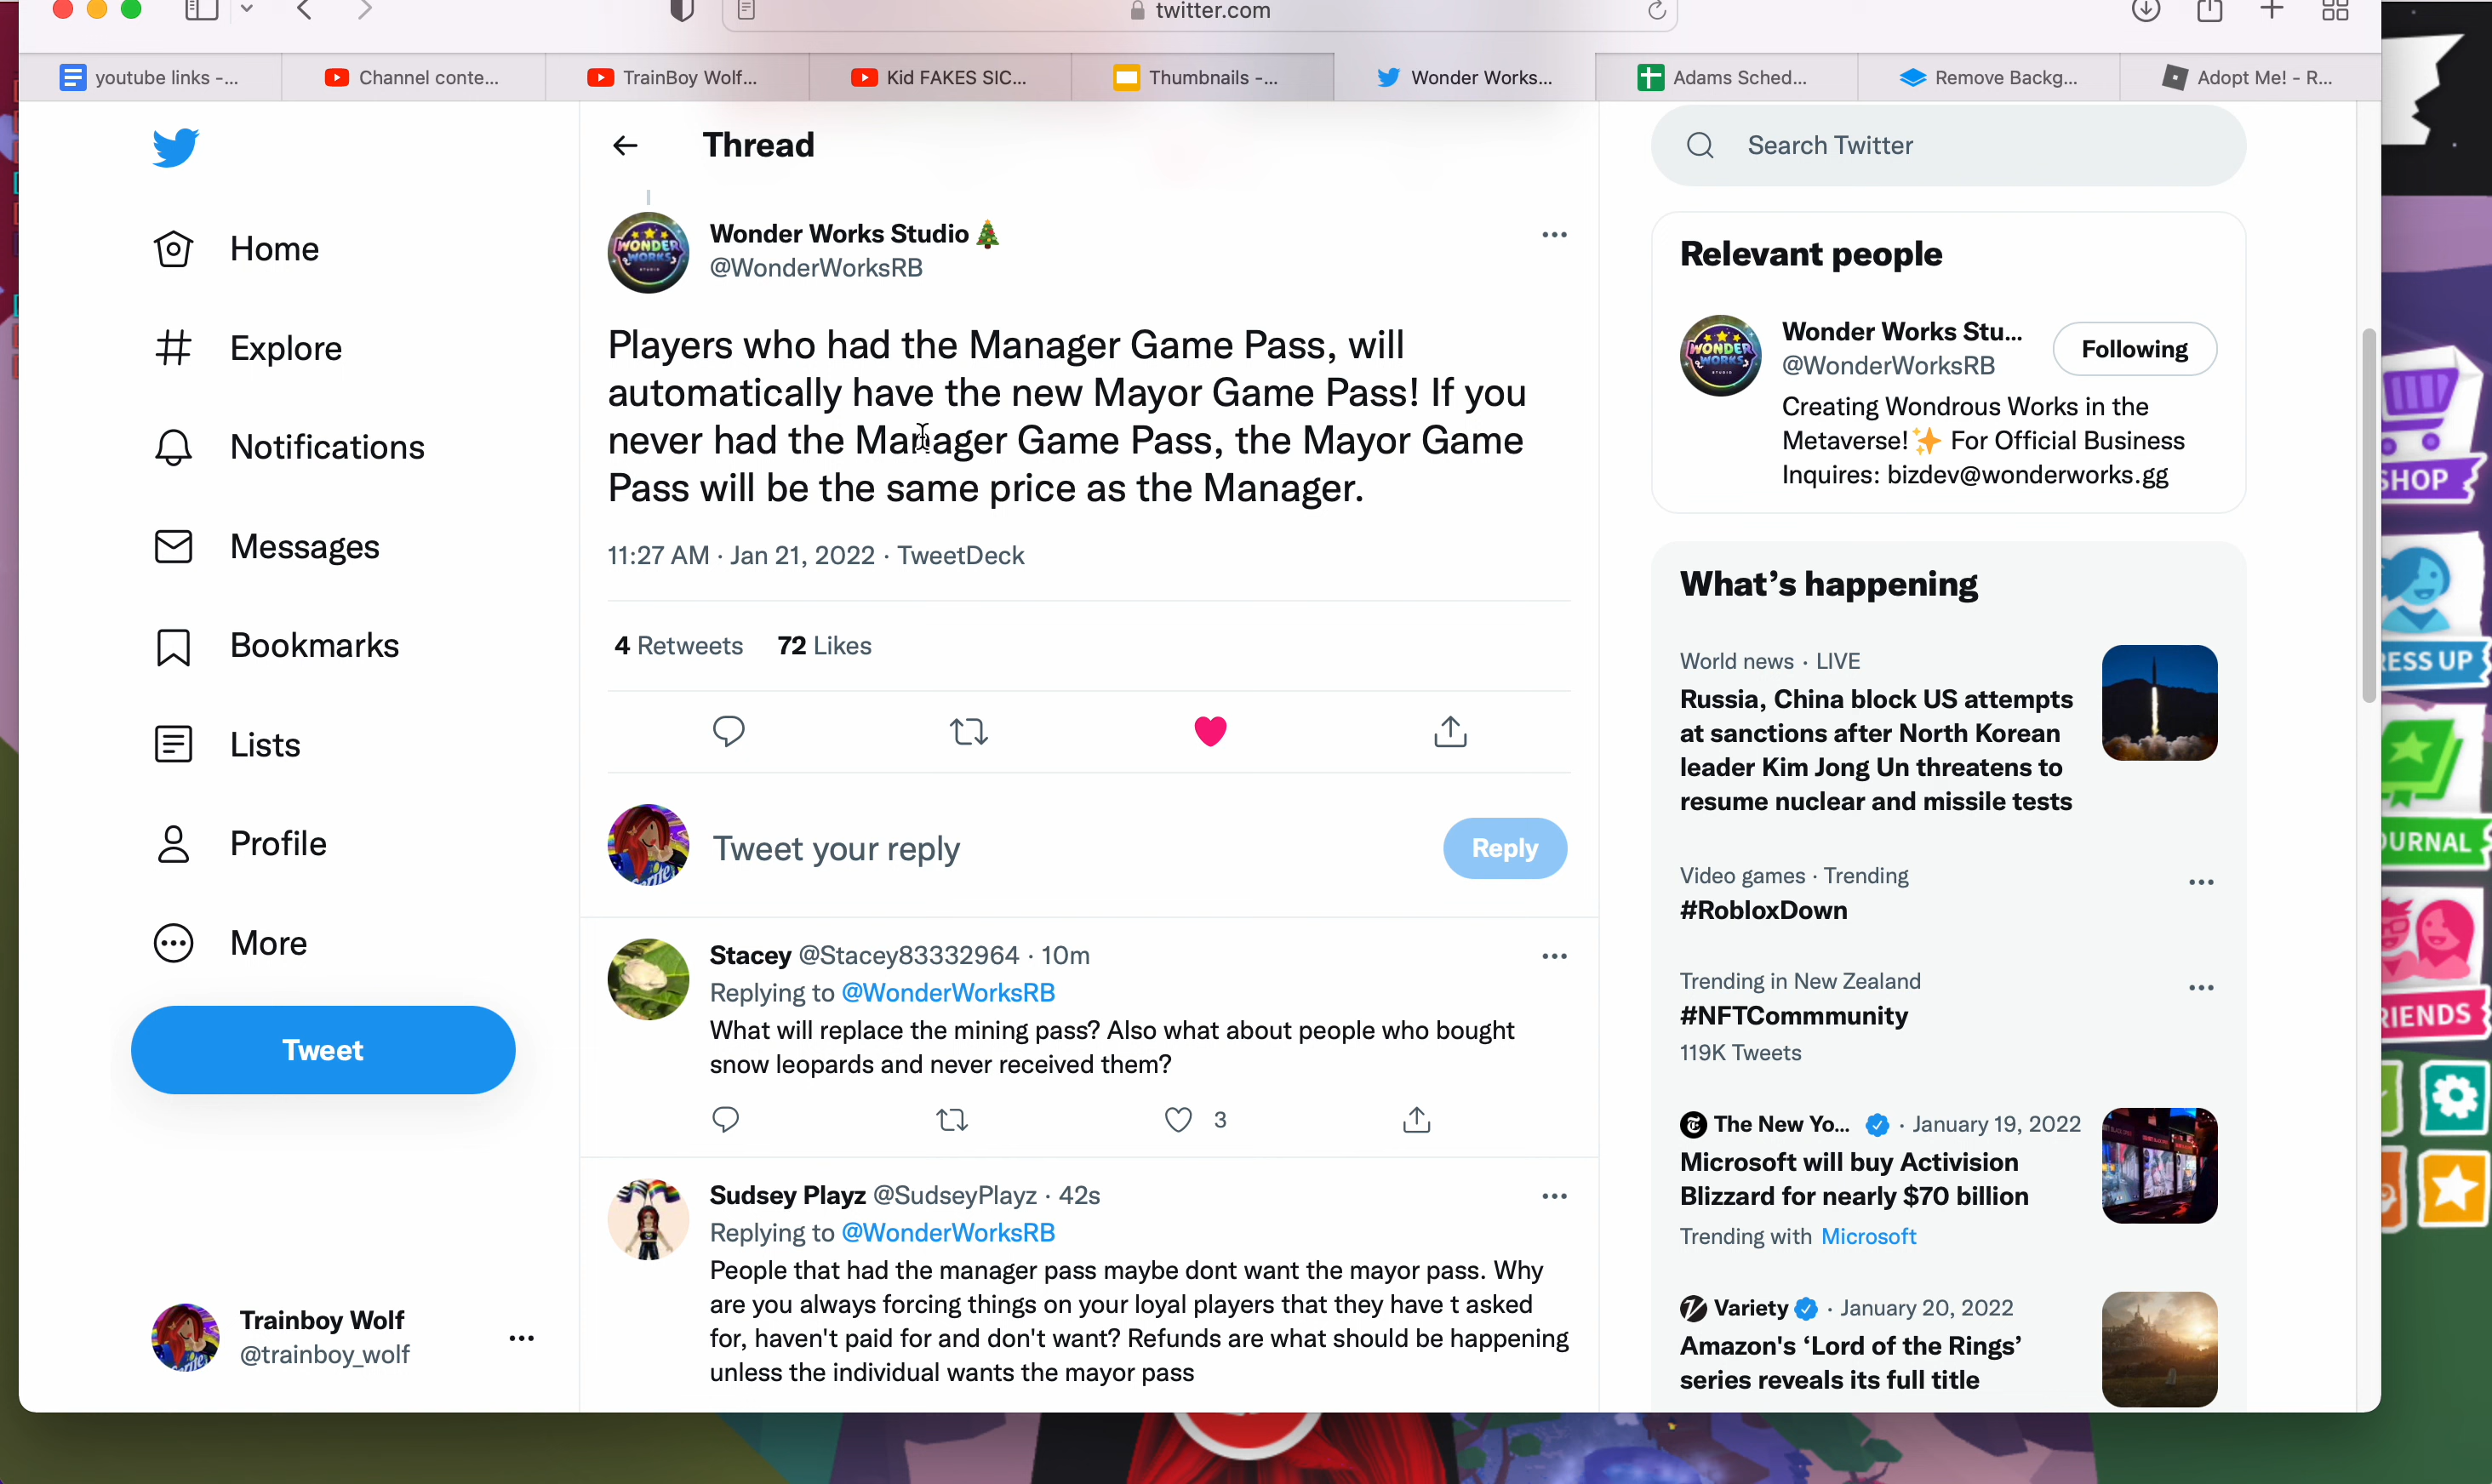 twitter.com
youtube links -...
Channel conte...
TrainBoy Wolf...
Kid FAKES SIC...
Thumbnails -...
Wonder Works...
Adams Sched...
Remove Backg...
Adopt Me! - R...
Home
Explore
Notifications
Messages
Bookmarks
Lists
Profile
More
Tweet
Trainboy Wolf
@trainboy_wolf
Thread
WONDER
WORKS
STUDIO
Wonder Works Studio
@WonderWorksRB
Players who had the Manager Game Pass, will
automatically have the new Mayor Game Pass! If you
never had the Manager Game Pass, the Mayor Game
Pass will be the same price as the Manager.
11:27 AM · Jan 21, 2022 · TweetDeck
4 Retweets 72 Likes
Tweet your reply
Reply
Stacey @Stacey83332964 · 10m
Replying to @WonderWorksRB
What will replace the mining pass? Also what about people who bought
snow leopards and never received them?
3
Sudsey Playz @SudseyPlayz · 42s
Replying to @WonderWorksRB
People that had the manager pass maybe dont want the mayor pass. Why
are you always forcing things on your loyal players that they have t asked
for, haven't paid for and don't want? Refunds are what should be happening
unless the individual wants the mayor pass
Search Twitter
Relevant people
WONDER
WORKS
STUDIO
Wonder Works Stu...
@WonderWorksRB
Following
Creating Wondrous Works in the
Metaverse!✨ For Official Business
Inquires: bizdev@wonderworks.gg
What's happening
World news · LIVE
Russia, China block US attempts
at sanctions after North Korean
leader Kim Jong Un threatens to
resume nuclear and missile tests
Video games · Trending
#RobloxDown
Trending in New Zealand
#NFTCommmunity
119K Tweets
The New Yo... · January 19, 2022
Microsoft will buy Activision
Blizzard for nearly $70 billion
Trending with Microsoft
Variety · January 20, 2022
Amazon's 'Lord of the Rings'
series reveals its full title
SHOP
RESS UP
OURNAL
RIENDS